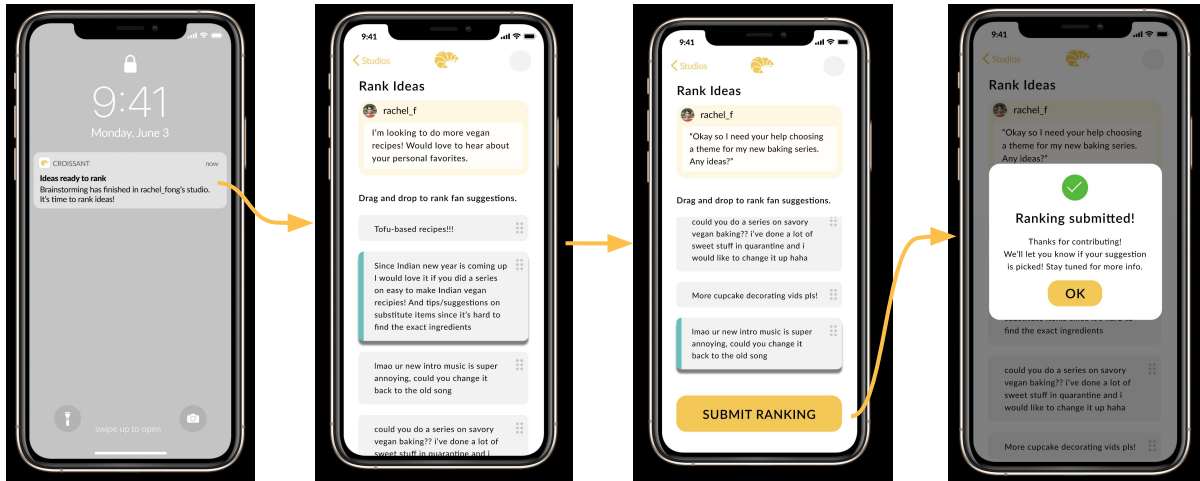 9:41
Monday, June 3
CROISSANT
now
Ideas ready to rank
Brainstorming has finished in rachel_fong's studio.
It's time to rank ideas!
swipe up to open
9:41
Studios
Rank Ideas
rachel_f
I'm looking to do more vegan
recipes! Would love to hear about
your personal favorites.
Drag and drop to rank fan suggestions.
Tofu-based recipes!!!
Since Indian new year is coming up
I would love it if you did a series
on easy to make Indian vegan
recipies! And tips/suggestions on
substitute items since it's hard to
find the exact ingredients
lmao ur new intro music is super
annoying, could you change it
back to the old song
could you do a series on savory
vegan baking?? i've done a lot of
sweet stuff in quarantine and i
9:41
Studios
Rank Ideas
rachel_f
"Okay so I need your help choosing
a theme for my new baking series.
Any ideas?"
Drag and drop to rank fan suggestions.
could you do a series on savory
vegan baking?? i've done a lot of
sweet stuff in quarantine and i
would like to change it up haha
More cupcake decorating vids pls!
lmao ur new intro music is super
annoying, could you change it
back to the old song
SUBMIT RANKING
9:41
Studios
Rank Ideas
rachel_f
"Okay so I need your help choosing
a theme for my new baking series.
Any ideas?"
Ranking submitted!
Thanks for contributing!
We'll let you know if your suggestion
is picked! Stay tuned for more info.
OK
substitute items since it's hard to
find the exact ingredients
could you do a series on savory
vegan baking?? i've done a lot of
sweet stuff in quarantine and i
would like to change it up haha
More cupcake decorating vids pls!